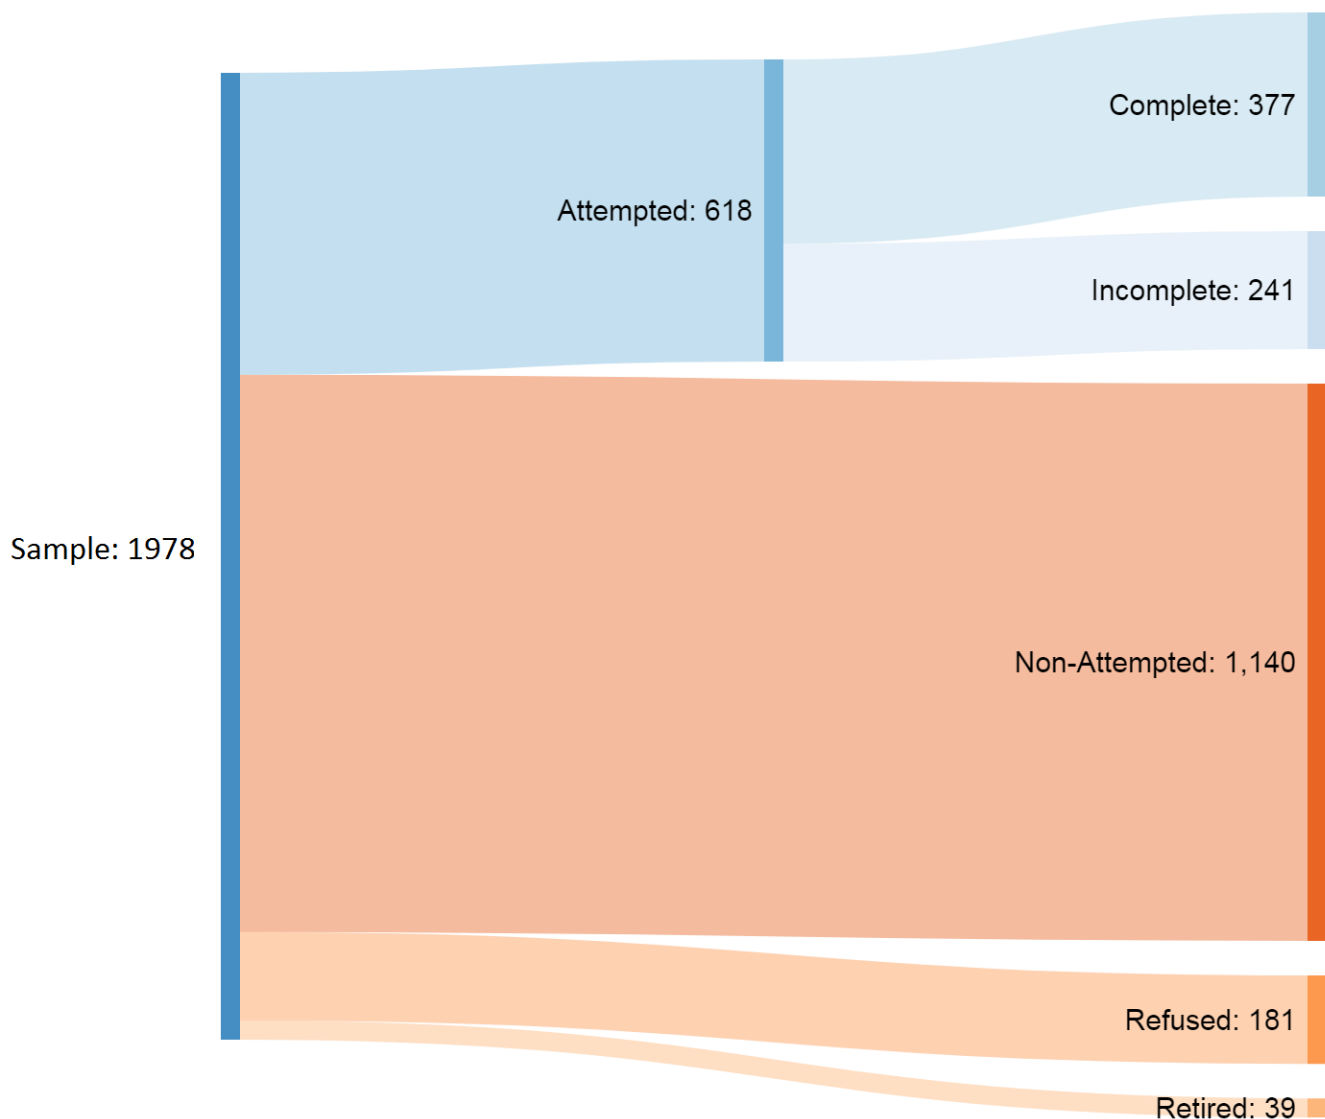 Complete: 377
Attempted: 618
Incomplete: 241
Sample: 1978
Non-Attempted: 1,140
Refused: 181
Retired: 39